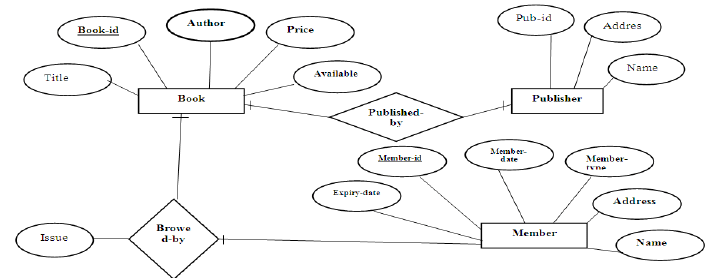 Book-id
Author
Price
Title
Available
Book
Pub-id
Addres
Name
Publisher
Published-
by
Member-id
Member-
date
Member-
type
Expiry-date
Address
Member
Name
Issue
Browe
d-by